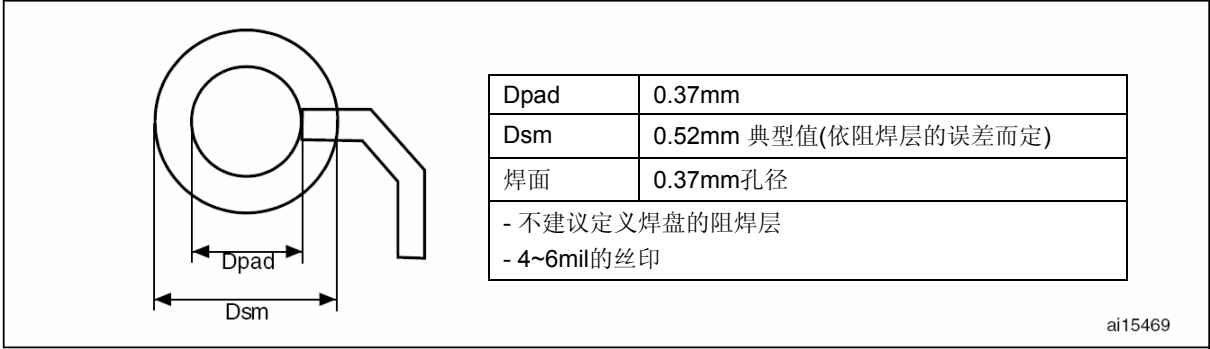 Dpad 0.37mm
Dsm 0.52mm 典型值(依阻焊层的误差而定)
焊面 0.37mm孔径
- 不建议定义焊盘的阻焊层
- 4~6mil的丝印
Dpad
Dsm
ai15469